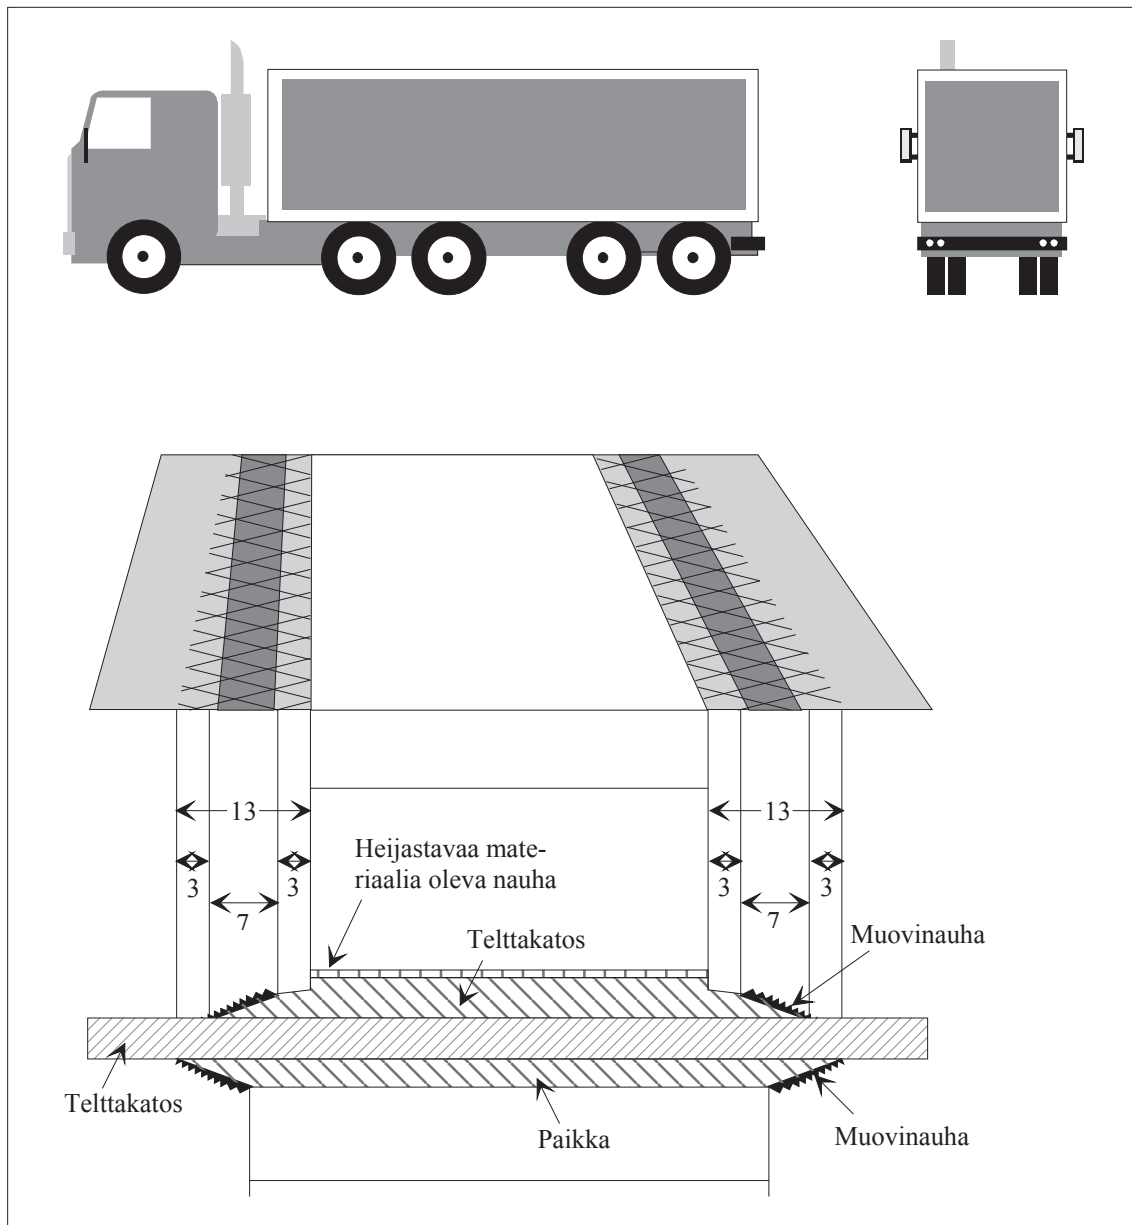 13
13
Heijastavaa mate-
riaalia oleva nauha
3
3
3
3
7
7
Telttakatos
Muovinauha
Telttakatos
Paikka
Muovinauha